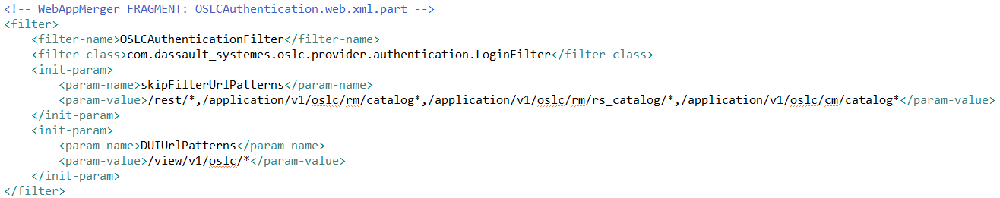 <!-- WebAppMerger FRAGMENT: OSLCAuthentication.web.xml.part -->
<filter>
    <filter-name>OSLCAuthenticationFilter</filter-name>
    <filter-class>com.dassault_systemes.oslc.provider.authentication.LoginFilter</filter-class>
    <init-param>
        <param-name>skipFilterUrlPatterns</param-name>
        <param-value>/rest/*,/application/v1/oslc/rm/catalog*,/application/v1/oslc/rm/rs_catalog/*,/application/v1/oslc/cm/catalog*</param-value>
    </init-param>
    <init-param>
        <param-name>DUIUrlPatterns</param-name>
        <param-value>/view/v1/oslc/*</param-value>
    </init-param>
</filter>